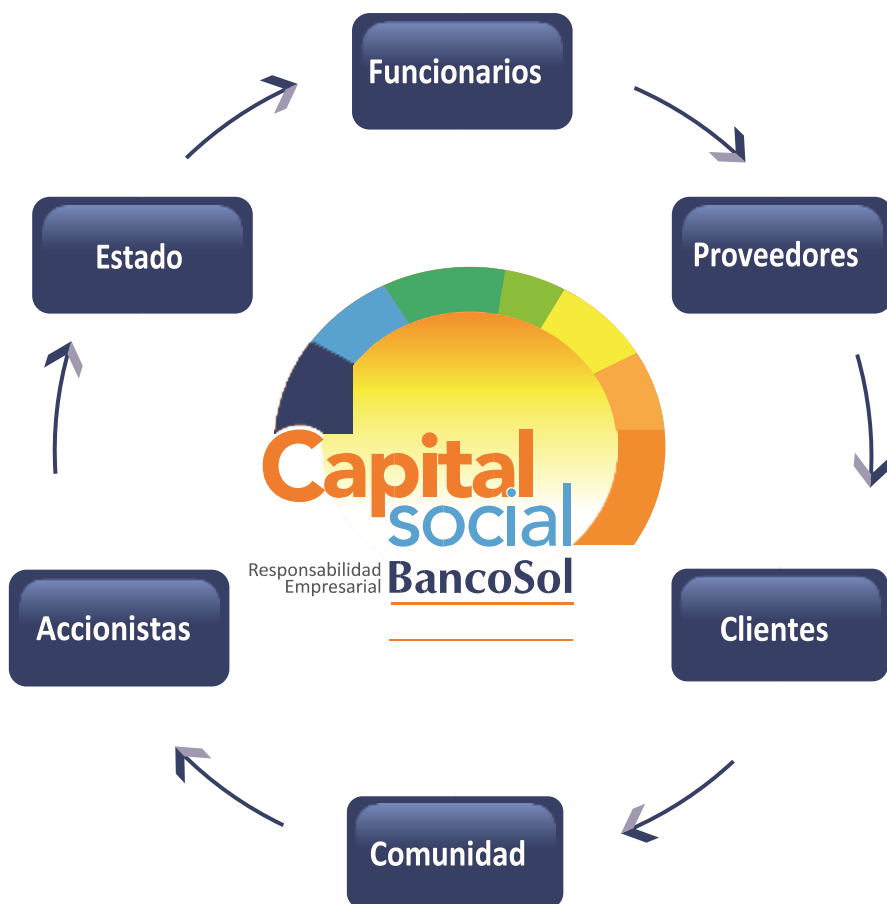 Funcionarios
Estado
Proveedores
Capital
social
Responsabilidad
Empresarial
BancoSol
Accionistas
Clientes
Comunidad